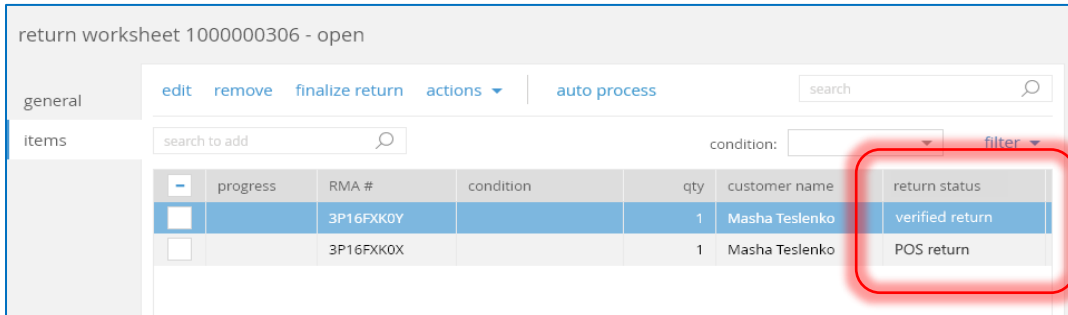 return worksheet 1000000306 - open
general
items
edit remove finalize return actions auto process search
search to add condition: filter
progress RMA # condition qty customer name return status
3P16FXK0Y 1 Masha Teslenko verified return
3P16FXK0X 1 Masha Teslenko POS return